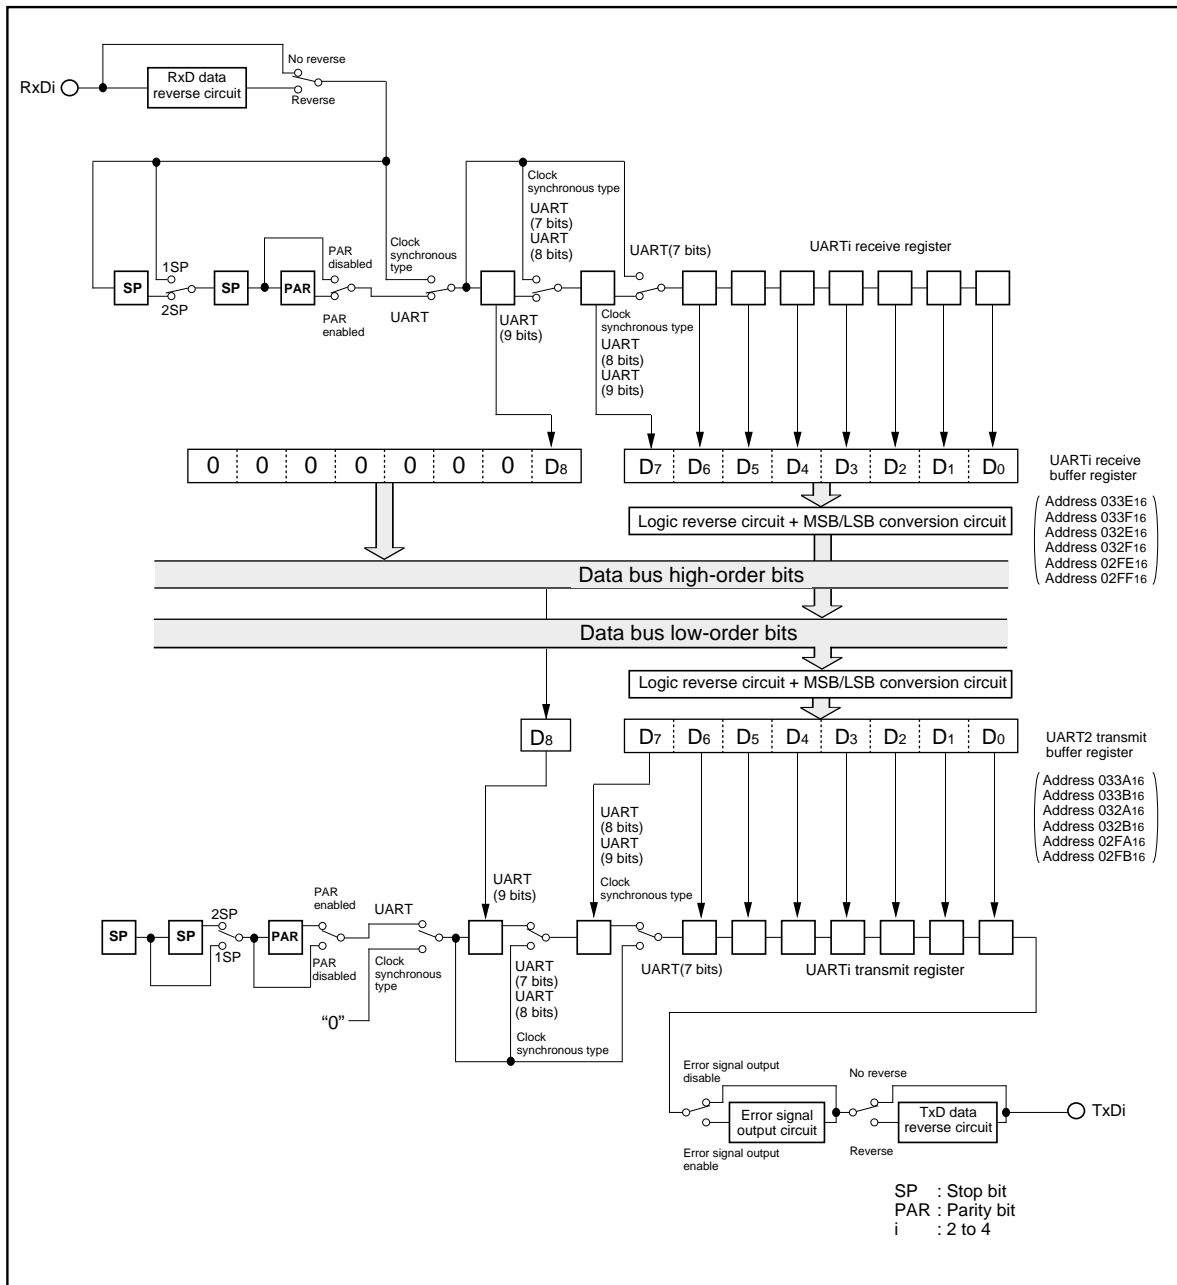 No reverse
RxDi
RxD data
reverse circuit
Reverse
Clock
synchronous type
UART
(7 bits)
UART
(8 bits)
UART(7 bits)
UARTi receive register
1SP
2SP
SP
SP
PAR
PAR
disabled
PAR
enabled
Clock
synchronous
type
UART
UART
(9 bits)
Clock
synchronous type
UART
(8 bits)
UART
(9 bits)
0 0 0 0 0 0 0 D8
D7 D6 D5 D4 D3 D2 D1 D0
UARTi receive
buffer register
Address 033E16
Address 033F16
Address 032E16
Address 032F16
Address 02FE16
Address 02FF16
Logic reverse circuit + MSB/LSB conversion circuit
Data bus high-order bits
Data bus low-order bits
Logic reverse circuit + MSB/LSB conversion circuit
D8
D7 D6 D5 D4 D3 D2 D1 D0
UART2 transmit
buffer register
Address 033A16
Address 033B16
Address 032A16
Address 032B16
Address 02FA16
Address 02FB16
UART
(8 bits)
UART
(9 bits)
Clock
synchronous type
UART
(9 bits)
SP
SP
2SP
1SP
PAR
PAR
enabled
PAR
disabled
UART
Clock
synchronous
type
“0”
UART
(7 bits)
UART
(8 bits)
Clock
synchronous type
UART(7 bits)
UARTi transmit register
Error signal output
disable
Error signal
output circuit
Error signal output
enable
No reverse
TxD data
reverse circuit
Reverse
TxDi
SP : Stop bit
PAR : Parity bit
i : 2 to 4